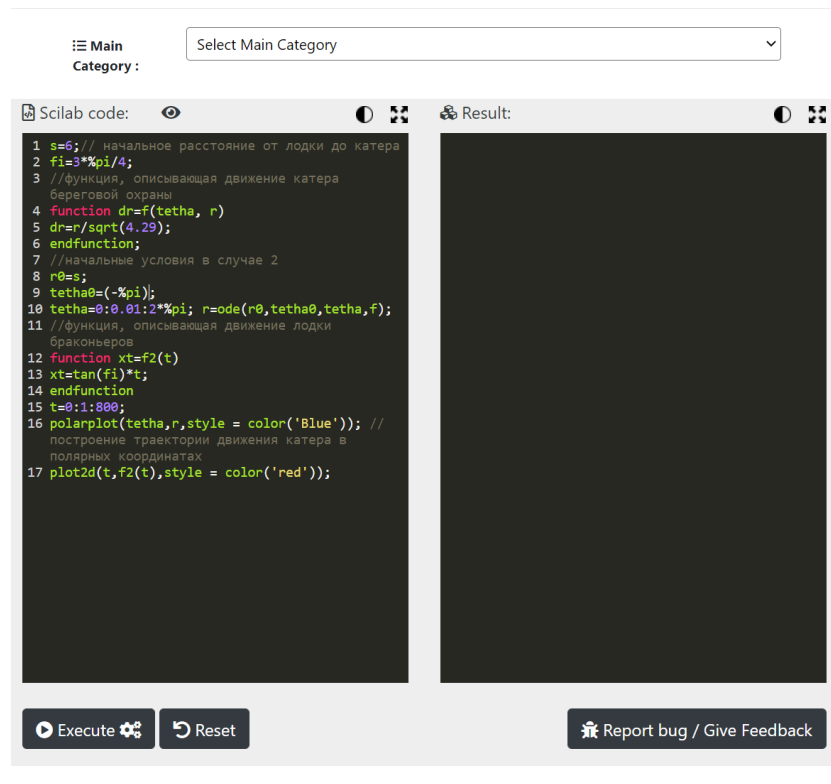 Main
Category :
Select Main Category
Scilab code:
Result:
1 s=6;// начальное расстояние от лодки до катера
2 fi=3*%pi/4;
3 //функция, описывающая движение катера
береговой охраны
4 function dr=f(tetha, r)
5 dr=r/sqrt(4.29);
6 endfunction;
7 //начальные условия в случае 2
8 r0=s;
9 tetha0=(-%pi);
10 tetha=0:0.01:2*%pi; r=ode(r0,tetha0,tetha,f);
11 //функция, описывающая движение лодки
браконьеров
12 function xt=f2(t)
13 xt=tan(fi)*t;
14 endfunction
15 t=0:1:800;
16 polarplot(tetha,r,style = color('Blue')); //
построение траектории движения катера в
полярных координатах
17 plot2d(t,f2(t),style = color('red'));
Execute
Reset
Report bug / Give Feedback